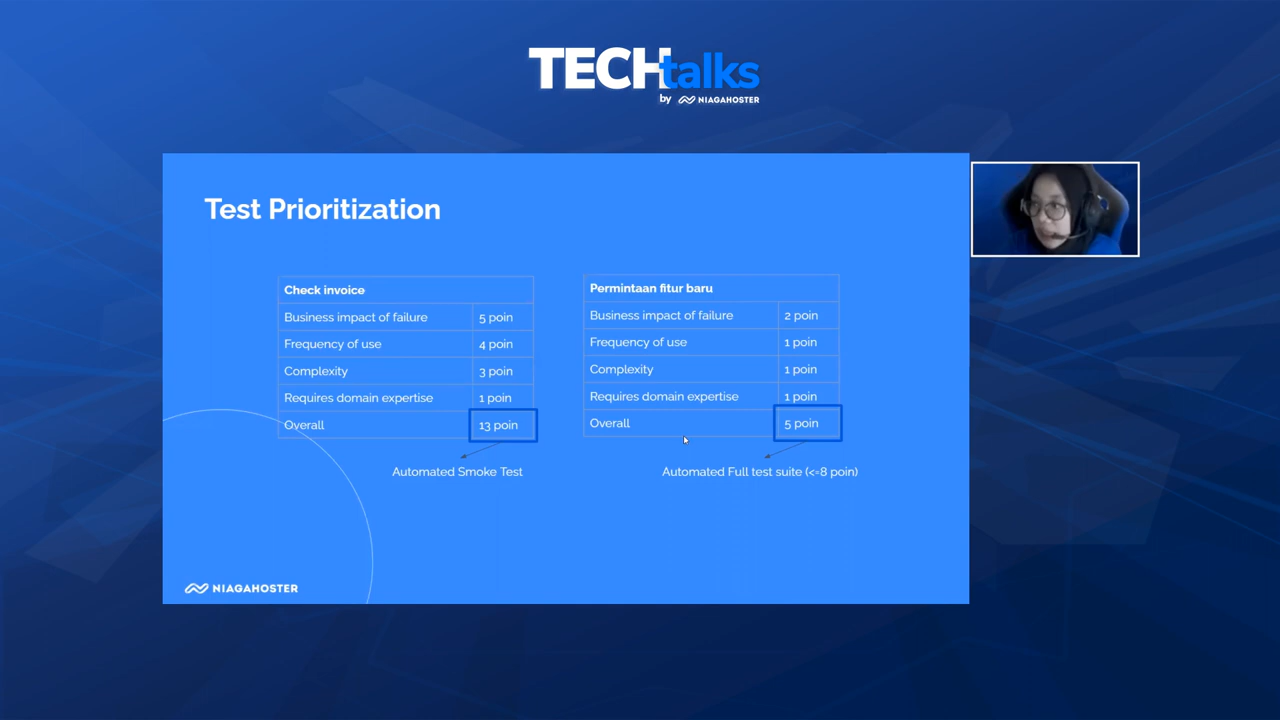 TECHtalks
by NIAGAHOSTER
Test Prioritization
Check invoice
Business impact of failure 5 poin
Frequency of use 4 poin
Complexity 3 poin
Requires domain expertise 1 poin
Overall 13 poin
Automated Smoke Test
Permintaan fitur baru
Business impact of failure 2 poin
Frequency of use 1 poin
Complexity 1 poin
Requires domain expertise 1 poin
Overall 5 poin
Automated Full test suite (<=8 poin)
NIAGAHOSTER